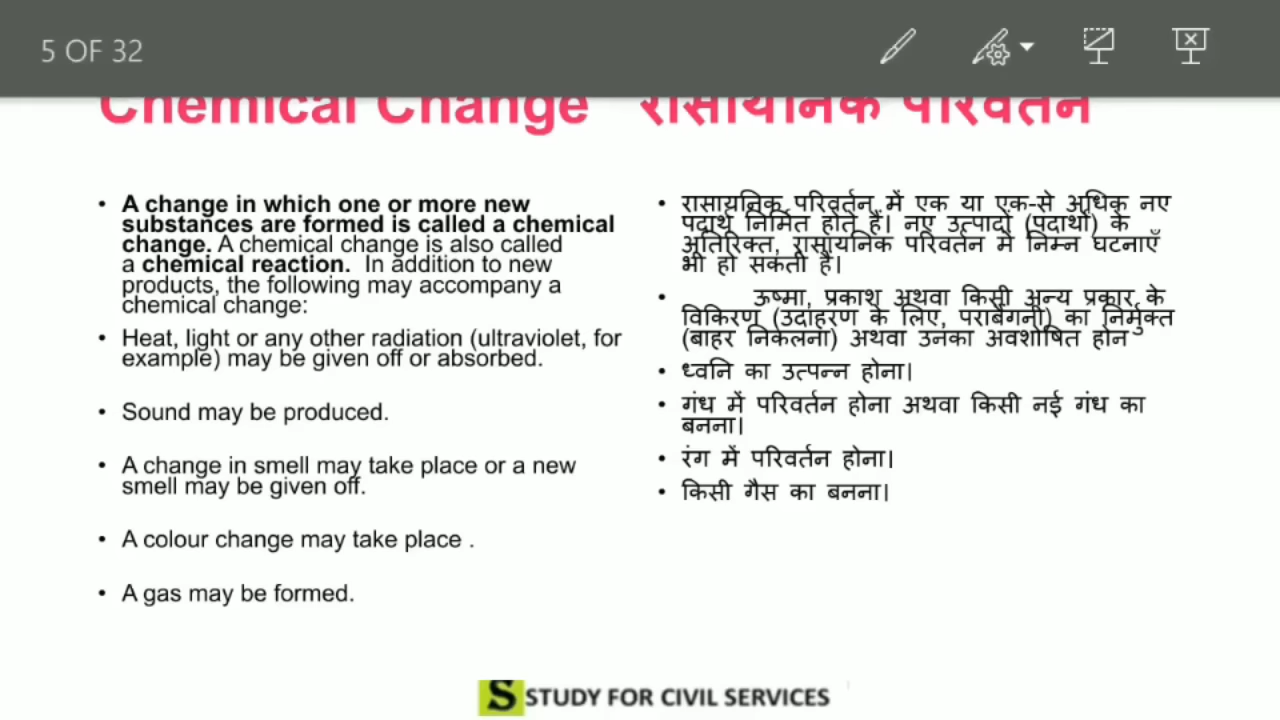 5 OF 32
Chemical Change रासायनिक परिवर्तन
• A change in which one or more new
substances are formed is called a chemical
change. A chemical change is also called
a chemical reaction. In addition to new
products, the following may accompany a
chemical change:
• Heat, light or any other radiation (ultraviolet, for
example) may be given off or absorbed.
• Sound may be produced.
• A change in smell may take place or a new
smell may be given off.
• A colour change may take place .
• A gas may be formed.
• रासायनिक परिवर्तन में एक या एक-से अधिक नए
पदार्थ निर्मित होते हैं। नए उत्पादों (पदार्थों) के
अतिरिक्त, रासायनिक परिवर्तन में निम्न घटनाएँ
भी हो सकती हैं।
• ऊष्मा, प्रकाश अथवा किसी अन्य प्रकार के
विकिरण (उदाहरण के लिए, पराबैंगनी) का निर्मुक्त
(बाहर निकलना) अथवा उनका अवशोषित होन
• ध्वनि का उत्पन्न होना।
• गंध में परिवर्तन होना अथवा किसी नई गंध का
बनना।
• रंग में परिवर्तन होना।
• किसी गैस का बनना।
S STUDY FOR CIVIL SERVICES